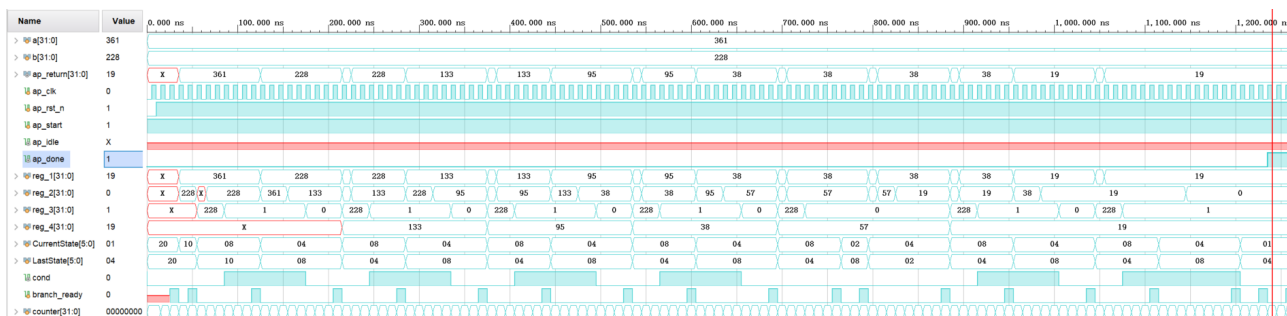 Name Value 0.000 ns 100.000 ns 200.000 ns 300.000 ns 400.000 ns 500.000 ns 600.000 ns 700.000 ns 800.000 ns 900.000 ns 1,000.000 ns 1,100.000 ns 1,200.000 ns
> a[31:0] 361 361
> b[31:0] 228 228
> ap_return[31:0] 19 X 361 228 228 133 133 95 95 38 38 38 38 19 19
ap_clk 0
ap_rst_n 1
ap_start 1
ap_idle X
ap_done 1
> reg_1[31:0] 19 X 361 228 228 133 133 95 95 38 38 38 38 19 19
> reg_2[31:0] 0 X 228 X 228 361 133 133 228 95 95 133 38 38 95 57 57 57 19 19 38 19 0
> reg_3[31:0] 1 X 228 1 0 228 1 0 228 1 0 228 1 0 228 0 228 1 0 228 1
> reg_4[31:0] 19 X 133 95 38 57 19
> CurrentState[5:0] 01 20 10 08 04 08 04 08 04 08 04 08 02 04 08 04 08 04 01
> LastState[5:0] 04 20 10 08 04 08 04 08 04 08 04 08 02 04 08 04 08 04
cond 0
branch_ready 0
> counter[31:0] 00000000